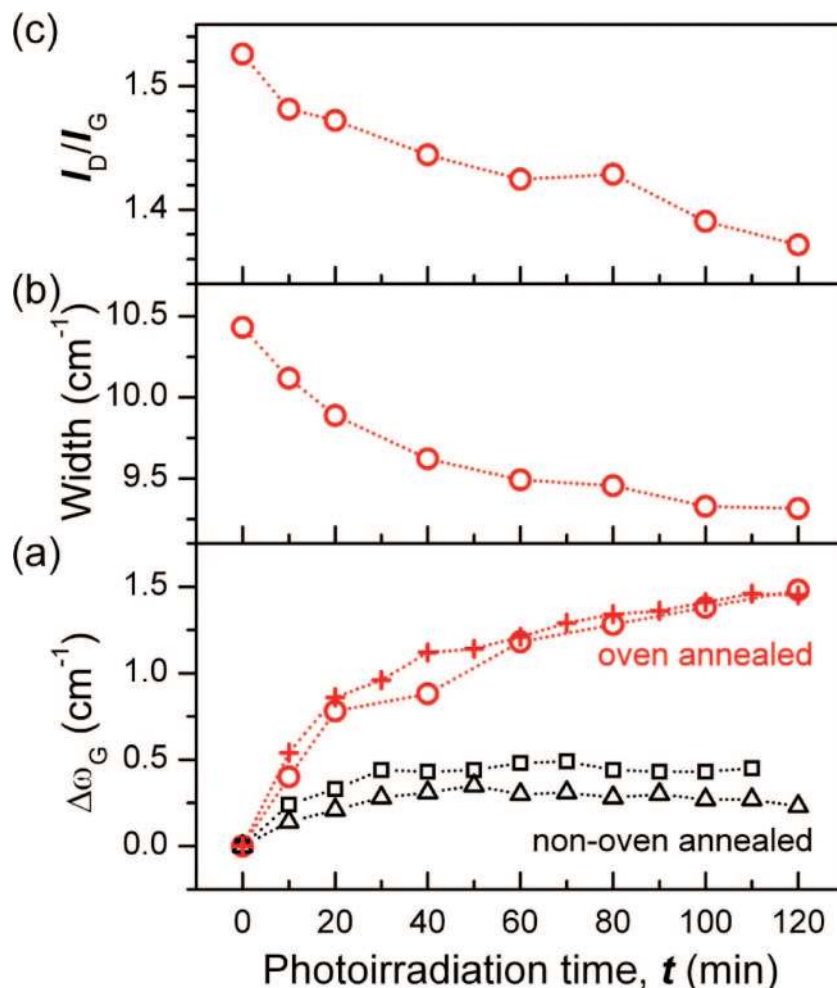 (c)
1.5
1.4
I_D/I_G
(b)
10.5
10.0
9.5
Width (cm⁻¹)
(a)
1.5
1.0
0.5
0.0
Δω_G (cm⁻¹)
oven annealed
non-oven annealed
0 20 40 60 80 100 120
Photoirradiation time, t (min)